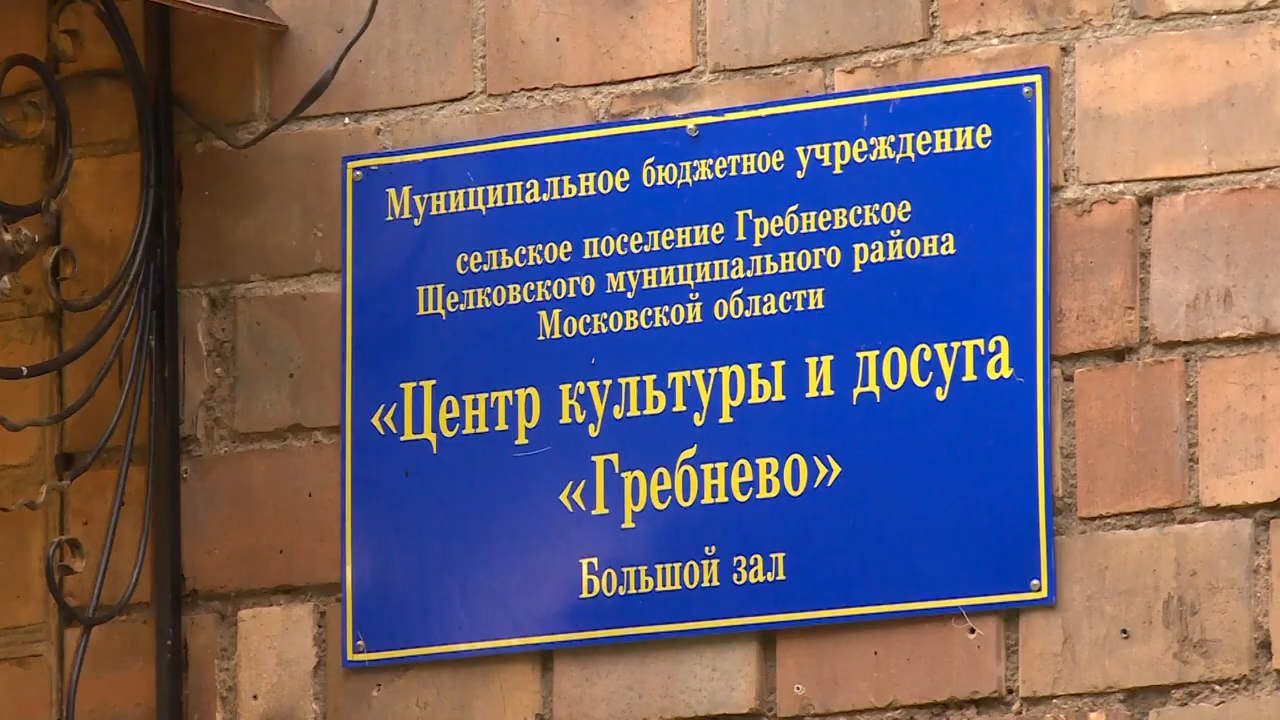 Муниципальное бюджетное учреждение
сельское поселение Гребневское
Щелковского муниципального района
Московской области
«Центр культуры и досуга
«Гребнево»
Большой зал